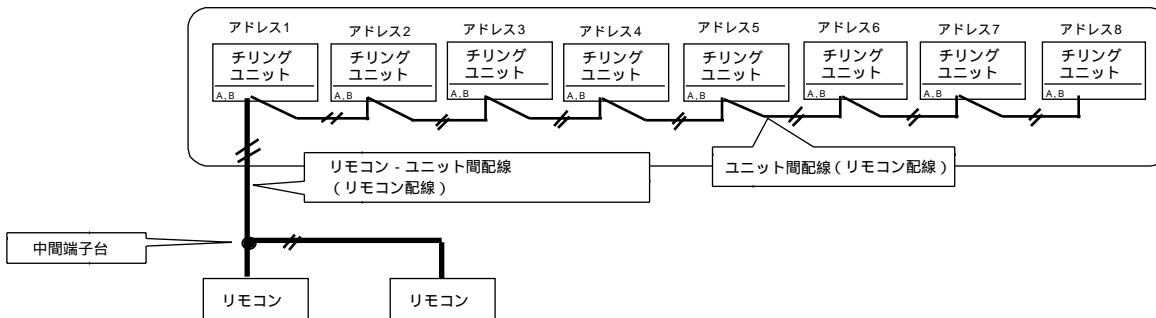 アドレス1
アドレス2
アドレス3
アドレス4
アドレス5
アドレス6
アドレス7
アドレス8
チリング
ユニット
A,B
チリング
ユニット
A,B
チリング
ユニット
A,B
チリング
ユニット
A,B
チリング
ユニット
A,B
チリング
ユニット
A,B
チリング
ユニット
A,B
チリング
ユニット
A,B
リモコン - ユニット間配線
(リモコン配線)
ユニット間配線(リモコン配線)
中間端子台
リモコン
リモコン